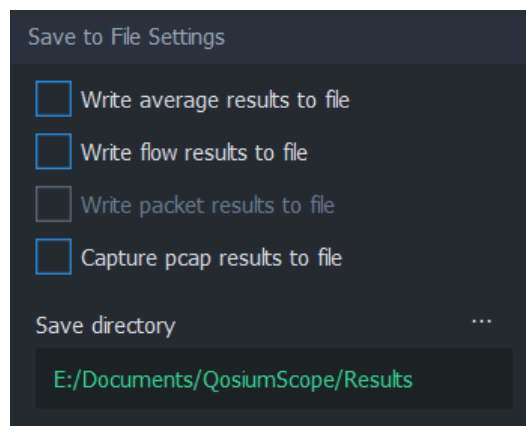 Save to File Settings
Write average results to file
Write flow results to file
Write packet results to file
Capture pcap results to file
Save directory
...
E:/Documents/QosiumScope/Results